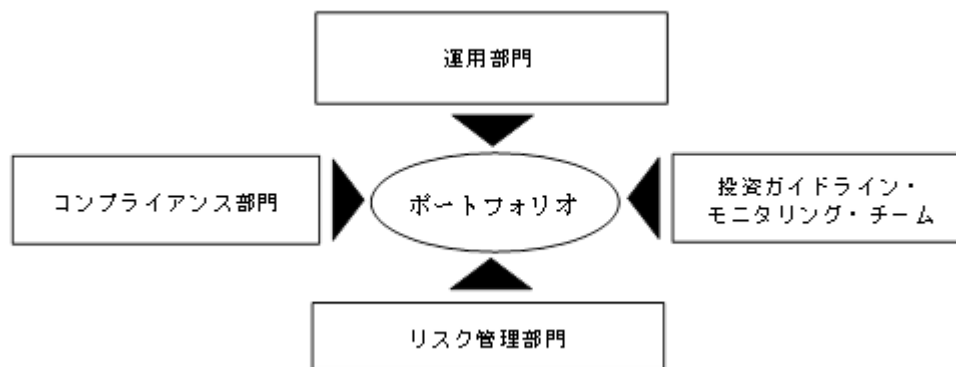 運用部門
コンプライアンス部門
ポートフォリオ
投資ガイドライン・
モニタリング・チーム
リスク管理部門